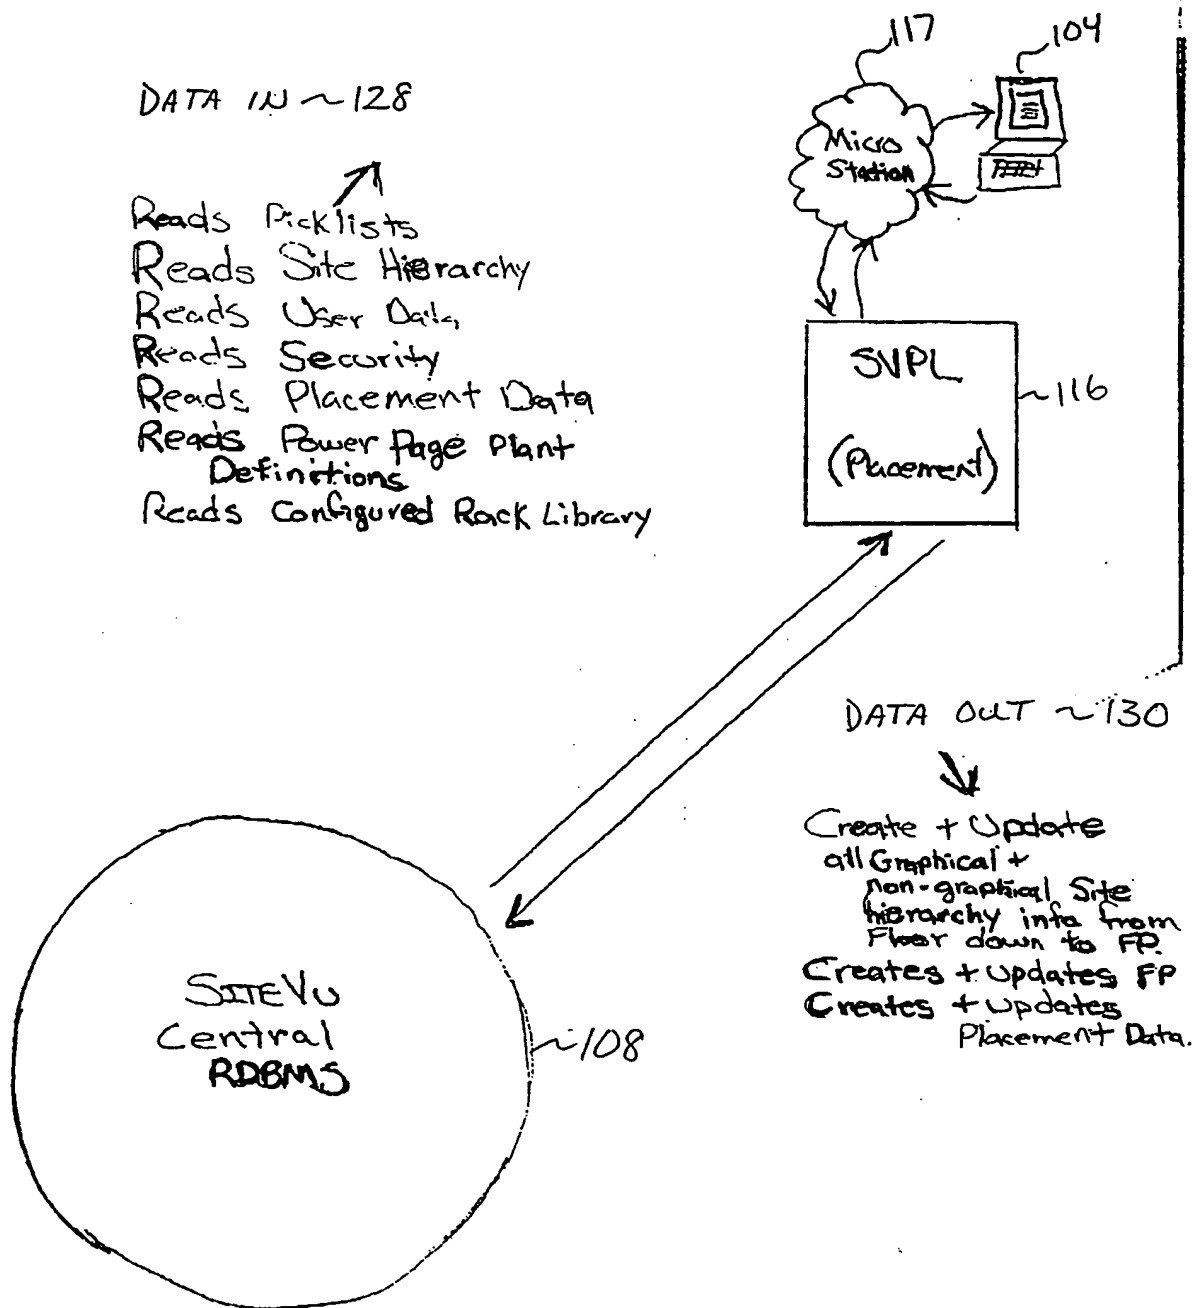 117
104
DATA IN ~128
Micro
Station
Reads Picklists
Reads Site Hierarchy
Reads User Data
Reads Security
Reads Placement Data
Reads Power Page Plant
Definitions
Reads Configured Rack Library
SVPL
(Placement)
~116
DATA OUT ~130
Create + Update
all Graphical +
non-graphical Site
hierarchy info from
Floor down to FP.
Creates + Updates FP
Creates + Updates
Placement Data.
SITEVU
Central
RDBMS
~108